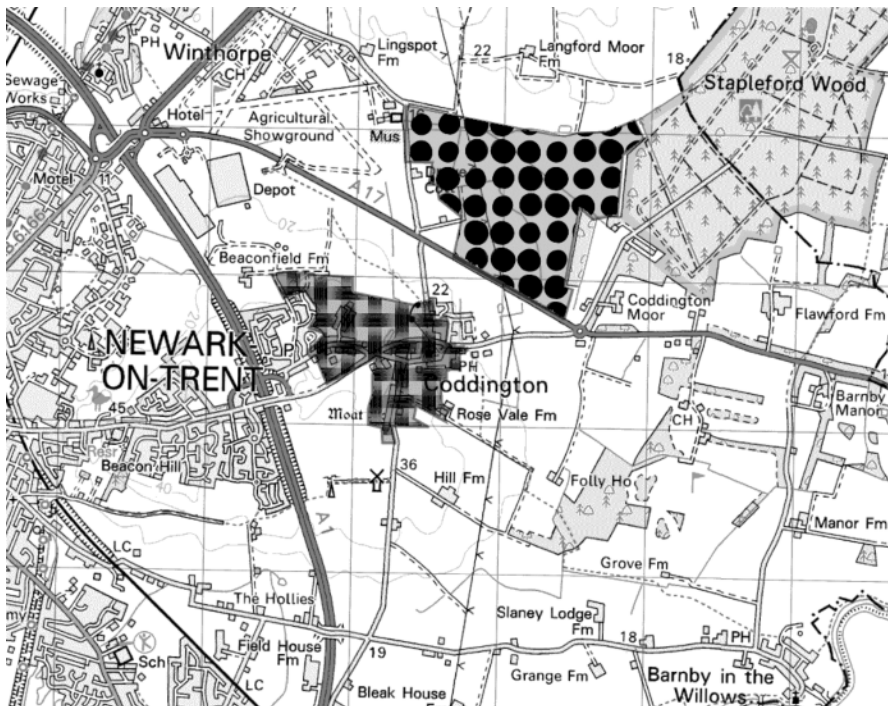 PH
Winthorpe
Lingspot
Fm
22
Langford Moor
Fm
18
CH
Stapleford Wood
Sewage
Works
Hotel
Agricultural
Showground
Mus
Motel
11
Depot
A17
20
Beaconfield Fm
22
Coddington
Moor
Flawford Fm
NEWARK
ON-TRENT
P
PH
Coddington
Barnby
Manor
45
Moat
Rose Vale Fm
CH
Resr
Beacon Hill
40
36
Hill Fm
Folly Ho
A1
Manor Fm
LC
Grove Fm
The Hollies
Slaney Lodge
Fm
18
PH
Sch
Field House
Fm
19
Grange Fm
Barnby in the
Willows
LC
Bleak House
Fm